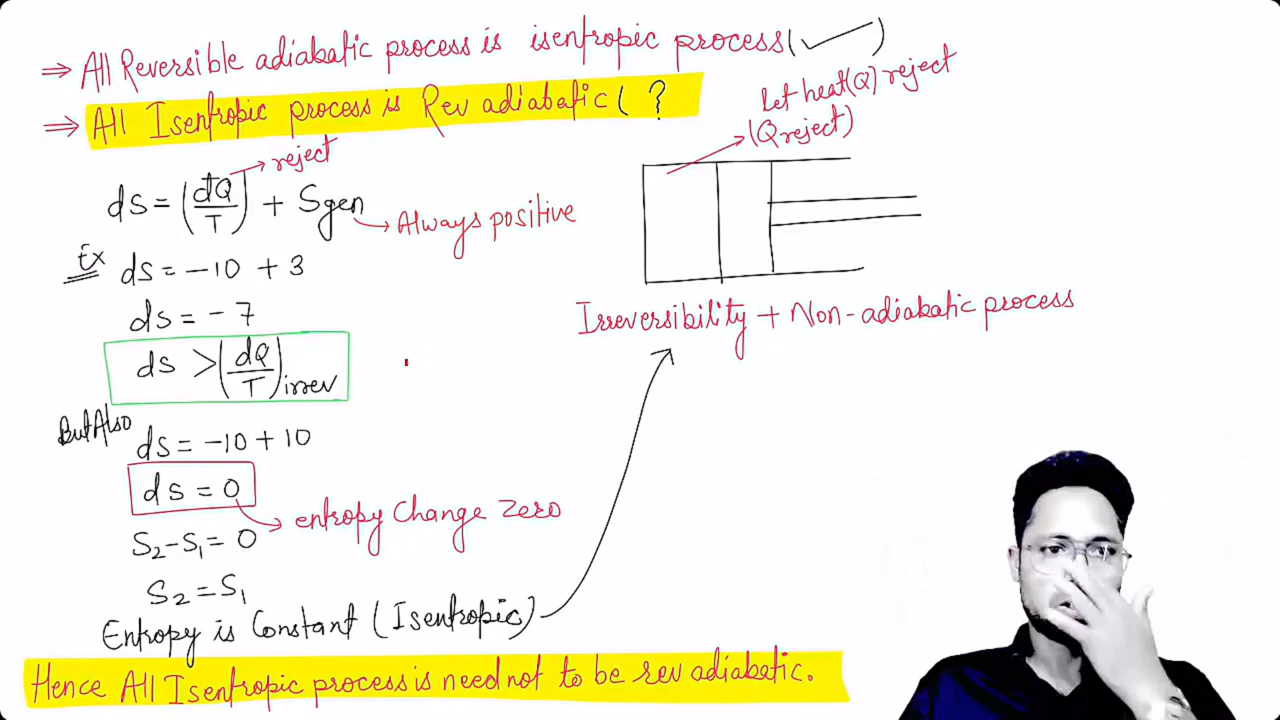 ⇒ All Reversible adiabatic process is isentropic process (✓)
⇒ All Isentropic process is Rev adiabatic ( ?
let heat(Q) reject
(Q reject)
→ reject
dS = (dQ/T) + Sgen
→ Always positive
Ex dS = -10 + 3
dS = -7
dS > (dQ/T)irrev
Irreversibility + Non-adiabatic process
But Also
dS = -10 + 10
dS = 0
→ entropy Change Zero
S2 - S1 = 0
S2 = S1
Entropy is Constant (Isentropic)
Hence All Isentropic process is need not to be rev adiabatic.